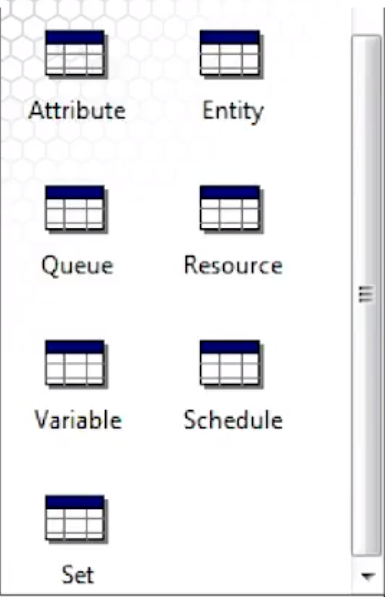 Attribute Entity
Queue Resource
Variable Schedule
Set